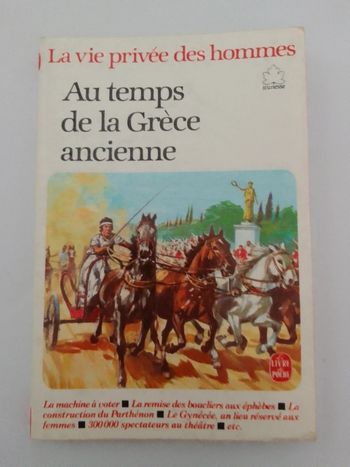 La vie privée des hommes
jeunesse
Au temps
de la Grèce
ancienne
LE LIVRE
DE POCHE
La machine à voter ■ La remise des boucliers aux éphèbes ■ La
construction du Parthénon ■ Le Gynécée, un lieu réservé aux
femmes ■ 300 000 spectateurs au théâtre ■ etc.